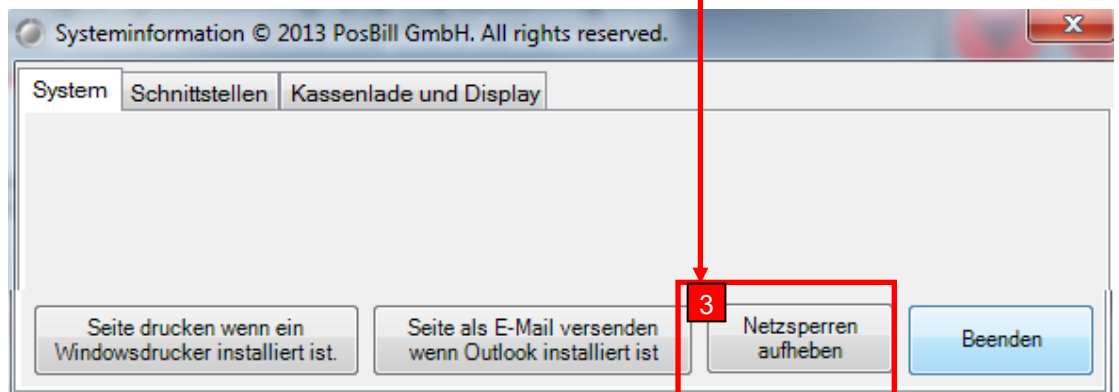 Systeminformation © 2013 PosBill GmbH. All rights reserved.
System Schnittstellen Kassenlade und Display
3
Seite drucken wenn ein
Windowsdrucker installiert ist.
Seite als E-Mail versenden
wenn Outlook installiert ist
Netzsperren
aufheben
Beenden